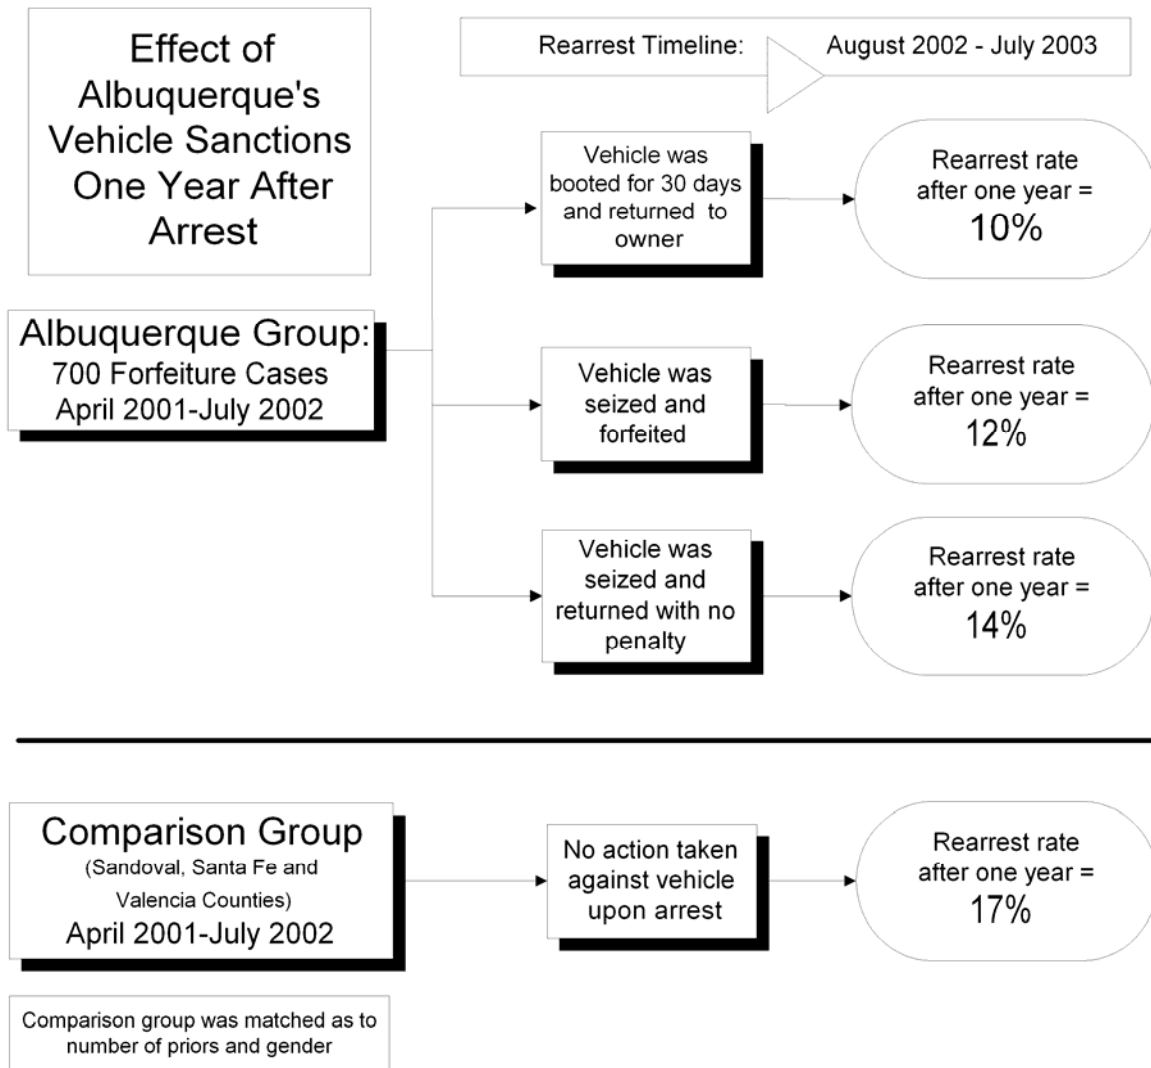 Effect of
Albuquerque's
Vehicle Sanctions
One Year After
Arrest
Rearrest Timeline: August 2002 - July 2003
Albuquerque Group:
700 Forfeiture Cases
April 2001-July 2002
Vehicle was
booted for 30 days
and returned to
owner
Rearrest rate
after one year =
10%
Vehicle was
seized and
forfeited
Rearrest rate
after one year =
12%
Vehicle was
seized and
returned with no
penalty
Rearrest rate
after one year =
14%
Comparison Group
(Sandoval, Santa Fe and
Valencia Counties)
April 2001-July 2002
No action taken
against vehicle
upon arrest
Rearrest rate
after one year =
17%
Comparison group was matched as to
number of priors and gender